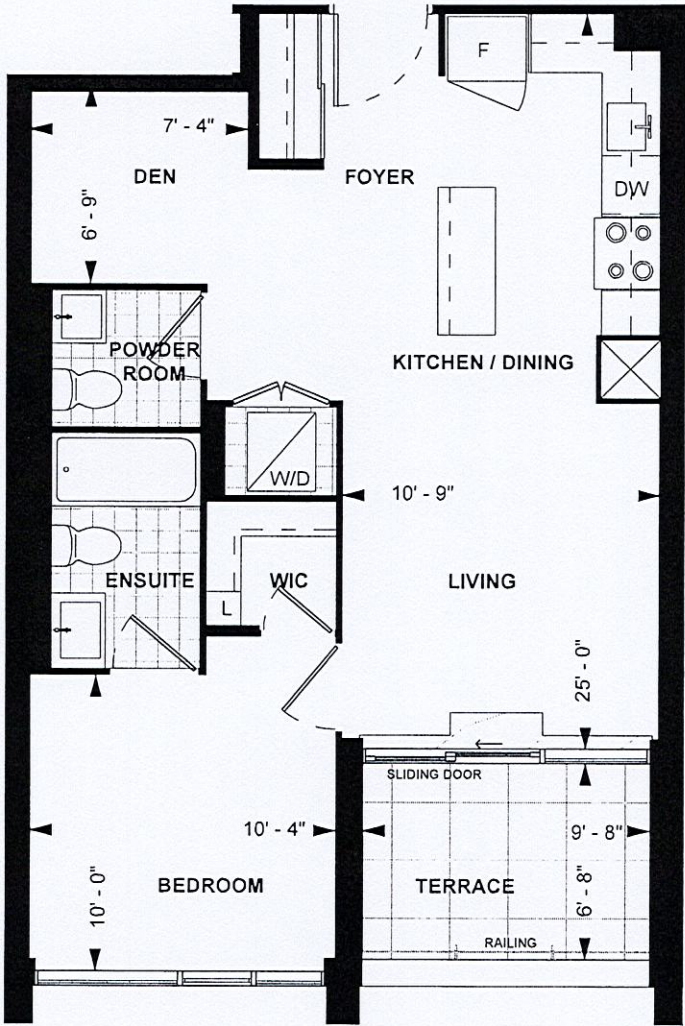 F
7' - 4"
DEN
FOYER
DW
6' - 9"
POWDER
ROOM
KITCHEN / DINING
W/D
10' - 9"
ENSUITE
WIC
LIVING
L
25' - 0"
SLIDING DOOR
10' - 4"
9' - 8"
BEDROOM
TERRACE
10' - 0"
6' - 8"
RAILING